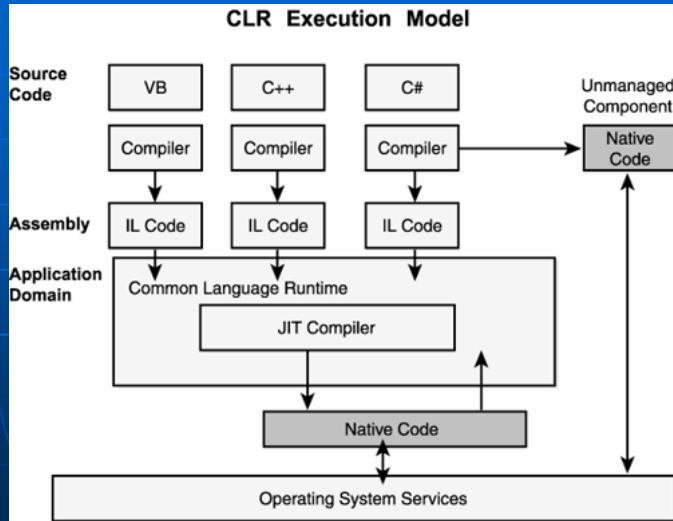 CLR Execution Model
Source
Code
VB
C++
C#
Unmanaged
Component
Compiler
Compiler
Compiler
Native
Code
Assembly
IL Code
IL Code
IL Code
Application
Domain
Common Language Runtime
JIT Compiler
Native Code
Operating System Services